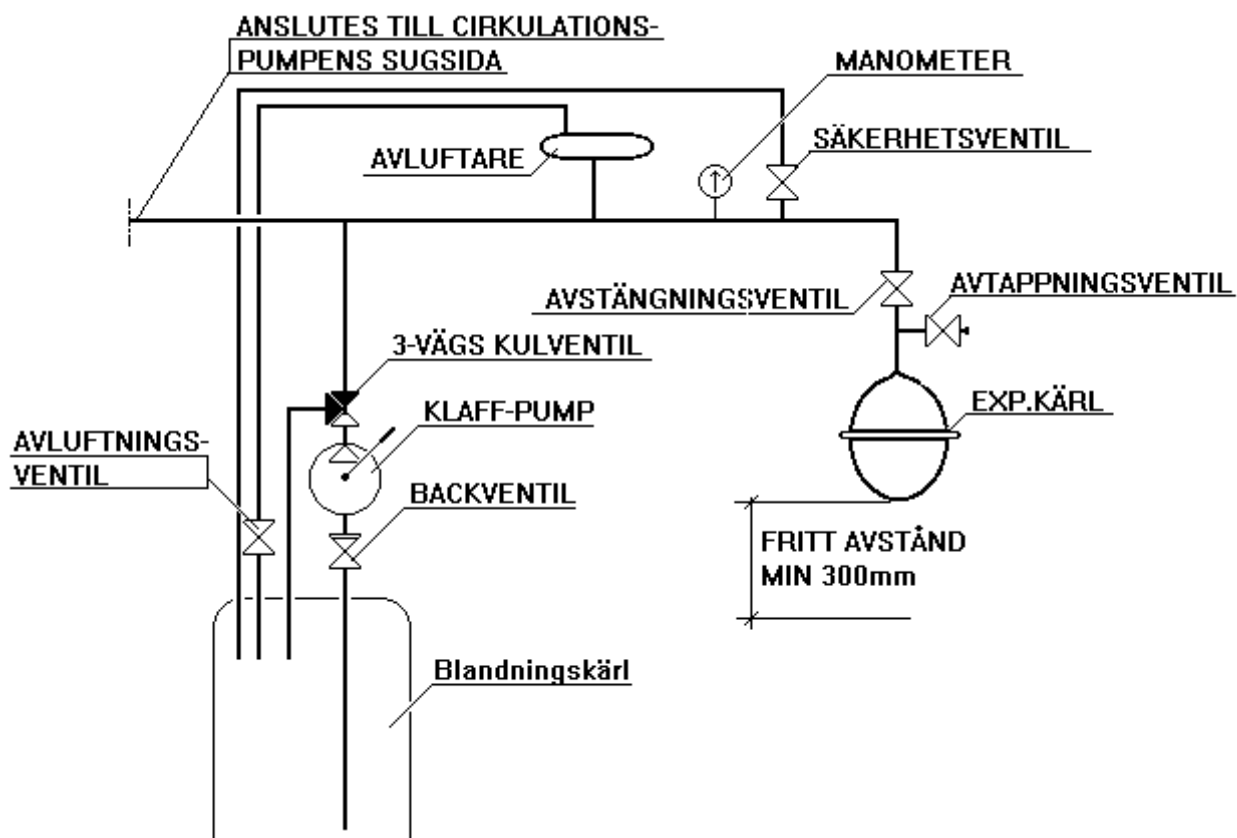 ANSLUTES TILL CIRKULATIONS-
PUMPENS SUGSIDA
MANOMETER
SÄKERHETSVENTIL
AVLUFTARE
AVSTÄNGNINGSVENTIL
AVTAPPNINGSVENTIL
3-VÄGS KULVENTIL
KLAFF-PUMP
EXP.KÄRL
AVLUFTNINGS-
VENTIL
BACKVENTIL
FRITT AVSTÅND
MIN 300mm
Blandningskärl